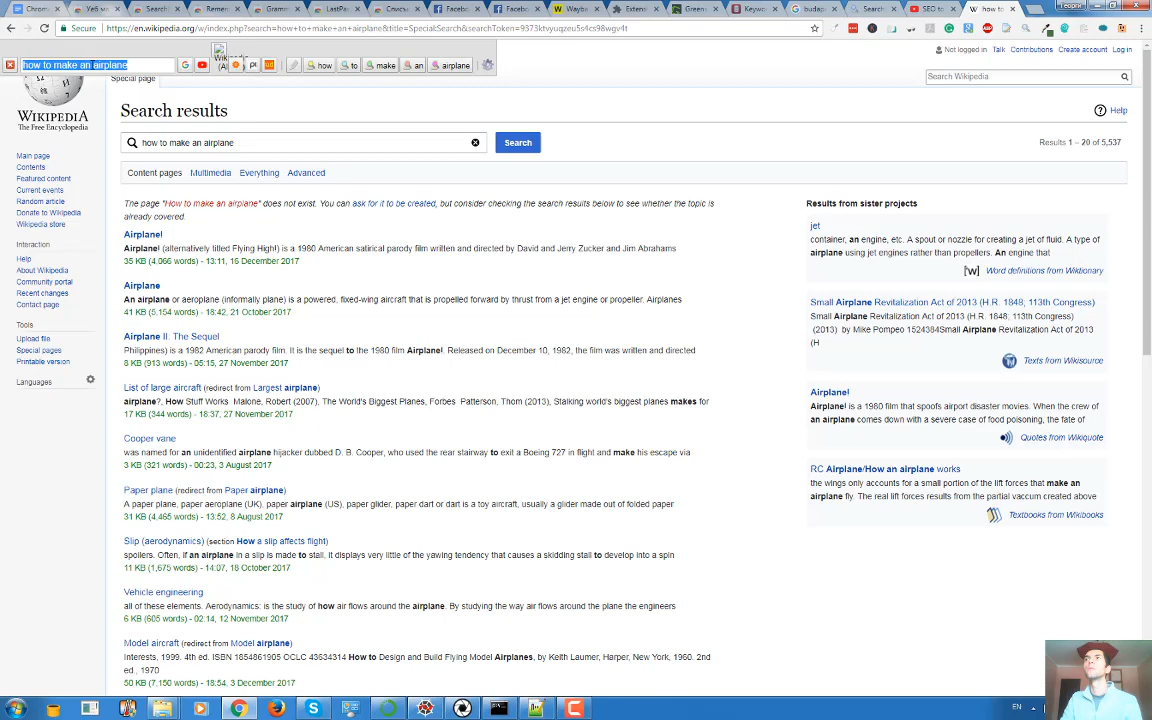 Chrom
Уеб м
Search
Remem
Gramm
LastPa
Списъ
Facebo
Facebo
Wayba
Extensi
Green
Keywo
budap
Search
SEO to
how to
Георги
Secure
https://en.wikipedia.org/w/index.php?search=how+to+make+an+airplane&title=Special:Search&searchToken=9373ktvyuqzeu5s4cs98wgv4t
how to make an airplane
how
to
make
an
airplane
Not logged in Talk Contributions Create account Log in
Special page
Search Wikipedia
WIKIPEDIA
The Free Encyclopedia
Main page
Contents
Featured content
Current events
Random article
Donate to Wikipedia
Wikipedia store
Interaction
Help
About Wikipedia
Community portal
Recent changes
Contact page
Tools
Upload file
Special pages
Printable version
Languages
Search results
Help
how to make an airplane
Search
Results 1 – 20 of 5,537
Content pages Multimedia Everything Advanced
The page "How to make an airplane" does not exist. You can ask for it to be created, but consider checking the search results below to see whether the topic is
already covered.
Airplane!
Airplane! (alternatively titled Flying High!) is a 1980 American satirical parody film written and directed by David and Jerry Zucker and Jim Abrahams
35 KB (4,066 words) - 13:11, 16 December 2017
Airplane
An airplane or aeroplane (informally plane) is a powered, fixed-wing aircraft that is propelled forward by thrust from a jet engine or propeller. Airplanes
41 KB (5,154 words) - 18:42, 21 October 2017
Airplane II: The Sequel
Philippines) is a 1982 American parody film. It is the sequel to the 1980 film Airplane!. Released on December 10, 1982, the film was written and directed
8 KB (913 words) - 05:15, 27 November 2017
List of large aircraft (redirect from Largest airplane)
airplane?, How Stuff Works Malone, Robert (2007), The World's Biggest Planes, Forbes Patterson, Thom (2013), Stalking world's biggest planes makes for
17 KB (344 words) - 18:37, 27 November 2017
Cooper vane
was named for an unidentified airplane hijacker dubbed D. B. Cooper, who used the rear stairway to exit a Boeing 727 in flight and make his escape via
3 KB (321 words) - 00:23, 3 August 2017
Paper plane (redirect from Paper airplane)
A paper plane, paper aeroplane (UK), paper airplane (US), paper glider, paper dart or dart is a toy aircraft, usually a glider made out of folded paper
31 KB (4,465 words) - 13:52, 8 August 2017
Slip (aerodynamics) (section How a slip affects flight)
spoilers. Often, if an airplane in a slip is made to stall, it displays very little of the yawing tendency that causes a skidding stall to develop into a spin
11 KB (1,675 words) - 14:07, 18 October 2017
Vehicle engineering
all of these elements. Aerodynamics: is the study of how air flows around the airplane. By studying the way air flows around the plane the engineers
6 KB (605 words) - 02:14, 12 November 2017
Model aircraft (redirect from Model airplane)
Interests, 1999. 4th ed. ISBN 1854861905 OCLC 43634314 How to Design and Build Flying Model Airplanes, by Keith Laumer, Harper, New York, 1960. 2nd
ed., 1970
50 KB (7,150 words) - 18:54, 3 December 2017
Results from sister projects
jet
container, an engine, etc. A spout or nozzle for creating a jet of fluid. A type of
airplane using jet engines rather than propellers. An engine that
Word definitions from Wiktionary
Small Airplane Revitalization Act of 2013 (H.R. 1848; 113th Congress)
Small Airplane Revitalization Act of 2013 (H.R. 1848; 113th Congress)
(2013) by Mike Pompeo 1524384Small Airplane Revitalization Act of 2013
(H
Texts from Wikisource
Airplane!
Airplane! is a 1980 film that spoofs airport disaster movies. When the crew of
an airplane comes down with a severe case of food poisoning, the fate of
Quotes from Wikiquote
RC Airplane/How an airplane works
the wings only accounts for a small portion of the lift forces that make an
airplane fly. The real lift forces results from the partial vaccum created above
Textbooks from Wikibooks
EN